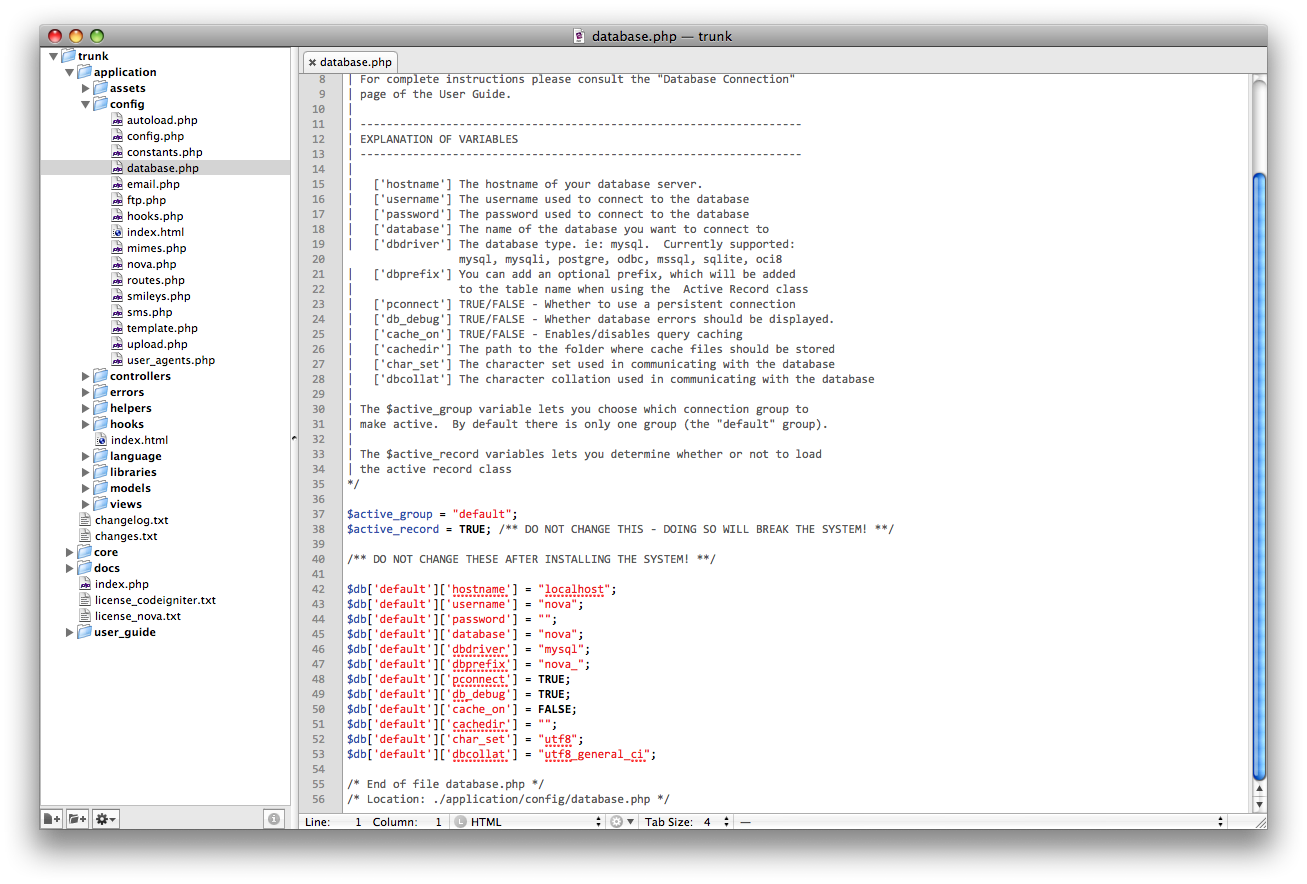 database.php — trunk
trunk
application
assets
config
autoload.php
config.php
constants.php
database.php
email.php
ftp.php
hooks.php
index.html
mimes.php
nova.php
routes.php
smileys.php
sms.php
template.php
upload.php
user_agents.php
controllers
errors
helpers
hooks
index.html
language
libraries
models
views
changelog.txt
changes.txt
core
docs
index.php
license_codeigniter.txt
license_nova.txt
user_guide
database.php
8 | For complete instructions please consult the "Database Connection"
9 | page of the User Guide.
10 |
11 | -------------------------------------------------------------------
12 | EXPLANATION OF VARIABLES
13 | -------------------------------------------------------------------
14 |
15 | ['hostname'] The hostname of your database server.
16 | ['username'] The username used to connect to the database
17 | ['password'] The password used to connect to the database
18 | ['database'] The name of the database you want to connect to
19 | ['dbdriver'] The database type. ie: mysql.  Currently supported:
20 mysql, mysqli, postgre, odbc, mssql, sqlite, oci8
21 | ['dbprefix'] You can add an optional prefix, which will be added
22 | to the table name when using the  Active Record class
23 | ['pconnect'] TRUE/FALSE - Whether to use a persistent connection
24 | ['db_debug'] TRUE/FALSE - Whether database errors should be displayed.
25 | ['cache_on'] TRUE/FALSE - Enables/disables query caching
26 | ['cachedir'] The path to the folder where cache files should be stored
27 | ['char_set'] The character set used in communicating with the database
28 | ['dbcollat'] The character collation used in communicating with the database
29 |
30 | The $active_group variable lets you choose which connection group to
31 | make active.  By default there is only one group (the "default" group).
32 |
33 | The $active_record variables lets you determine whether or not to load
34 | the active record class
35 */
36
37 $active_group = "default";
38 $active_record = TRUE; /** DO NOT CHANGE THIS - DOING SO WILL BREAK THE SYSTEM! **/
39
40 /** DO NOT CHANGE THESE AFTER INSTALLING THE SYSTEM! **/
41
42 $db['default']['hostname'] = "localhost";
43 $db['default']['username'] = "nova";
44 $db['default']['password'] = "";
45 $db['default']['database'] = "nova";
46 $db['default']['dbdriver'] = "mysql";
47 $db['default']['dbprefix'] = "nova_";
48 $db['default']['pconnect'] = TRUE;
49 $db['default']['db_debug'] = TRUE;
50 $db['default']['cache_on'] = FALSE;
51 $db['default']['cachedir'] = "";
52 $db['default']['char_set'] = "utf8";
53 $db['default']['dbcollat'] = "utf8_general_ci";
54
55 /* End of file database.php */
56 /* Location: ./application/config/database.php */
Line: 1 Column: 1 L HTML Tab Size: 4 —